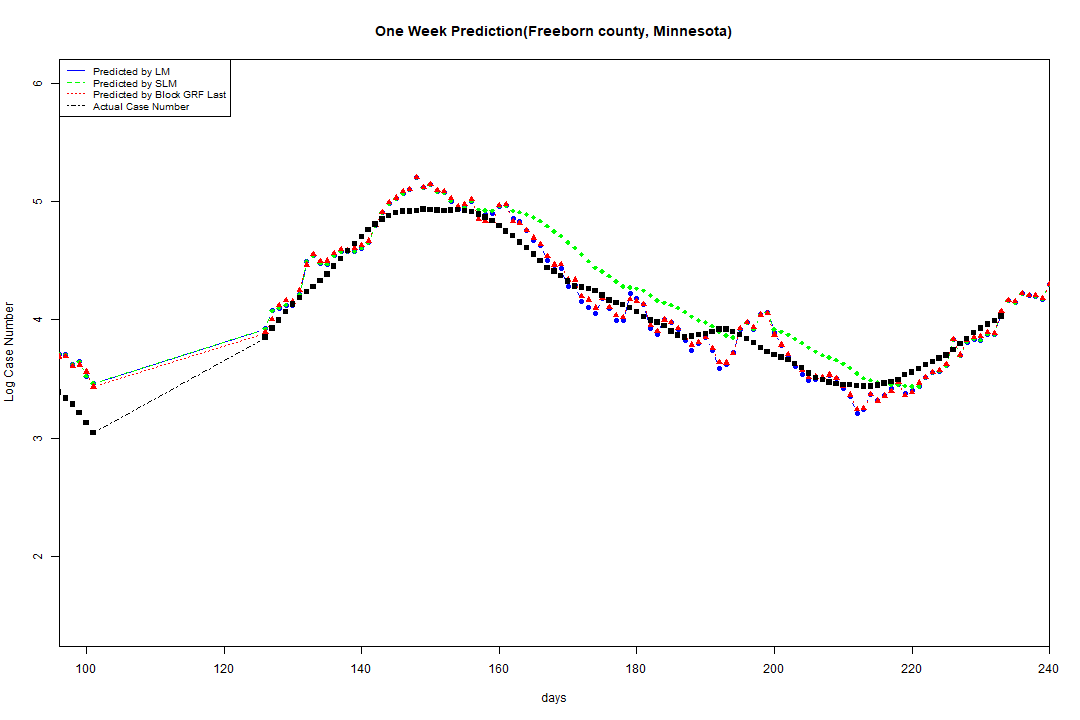 One Week Prediction(Freeborn county, Minnesota)
Predicted by LM
Predicted by SLM
Predicted by Block GRF Last
Actual Case Number
6
5
4
3
2
Log Case Number
100 120 140 160 180 200 220 240
days